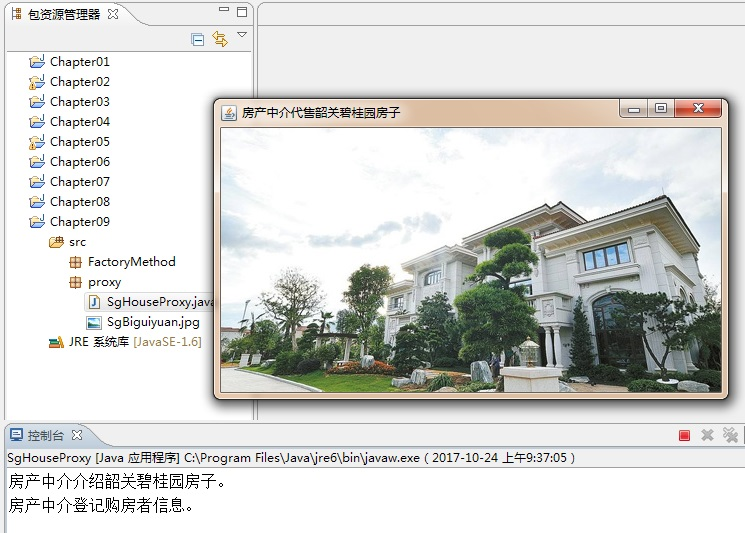 包资源管理器
Chapter01
Chapter02
Chapter03
Chapter04
Chapter05
Chapter06
Chapter07
Chapter08
Chapter09
src
FactoryMethod
proxy
SgHouseProxy.java
SgBiguiyuan.jpg
JRE 系统库 [JavaSE-1.6]
房产中介代售韶关碧桂园房子
控制台
SgHouseProxy [Java 应用程序] C:\Program Files\Java\jre6\bin\javaw.exe（2017-10-24 上午9:37:05）
房产中介介绍韶关碧桂园房子。
房产中介登记购房者信息。